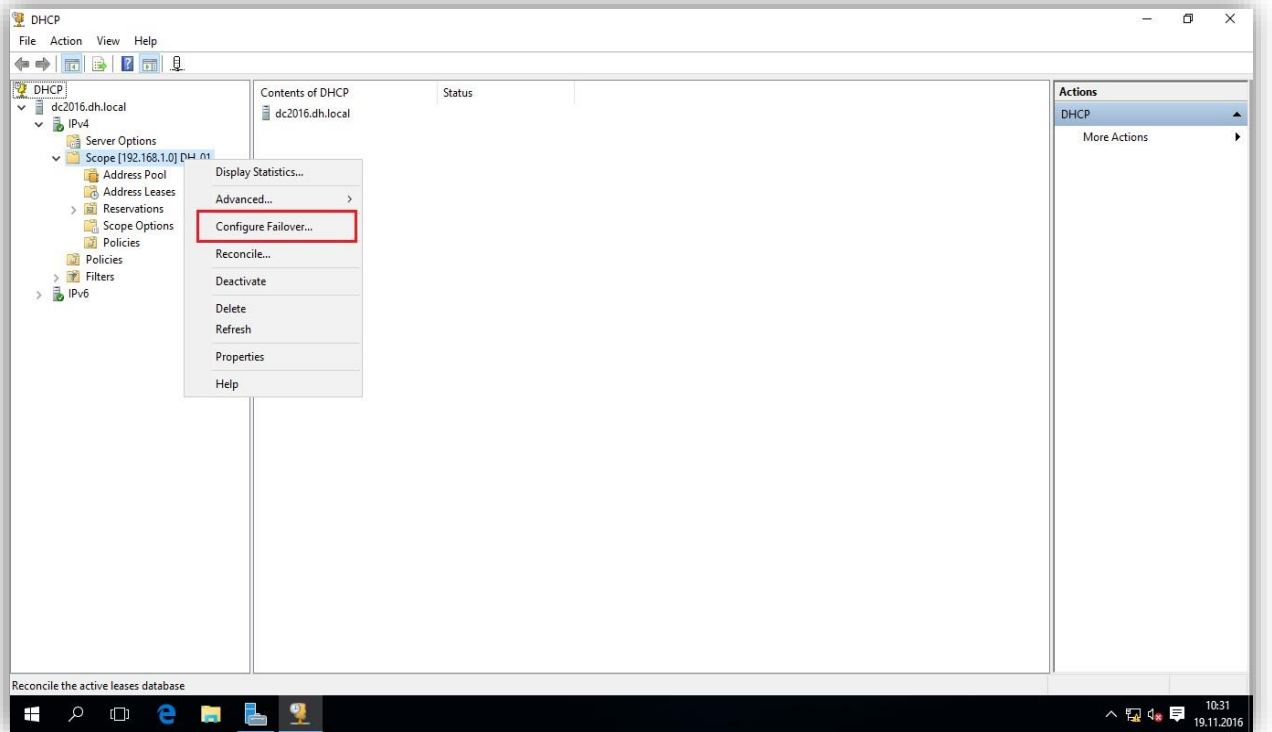 DHCP
File Action View Help
DHCP
dc2016.dh.local
IPv4
Server Options
Scope [192.168.1.0] DH_01
Address Pool
Address Leases
Reservations
Scope Options
Policies
Policies
Filters
IPv6
Display Statistics...
Advanced...
Configure Failover...
Reconcile...
Deactivate
Delete
Refresh
Properties
Help
Contents of DHCP Status
dc2016.dh.local
Actions
DHCP
More Actions
Reconcile the active leases database
10:31
19.11.2016